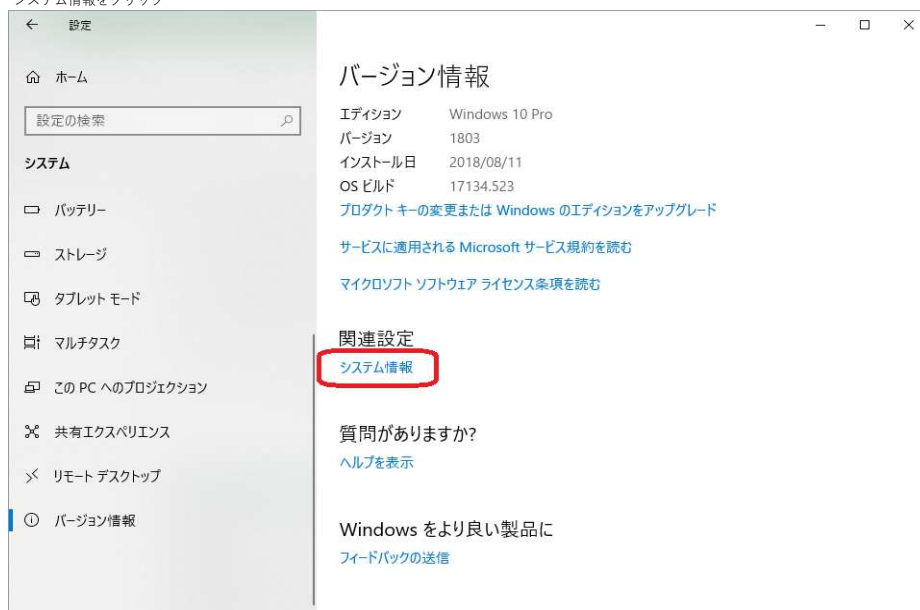 システム情報をクリック
設定
ホーム
設定の検索
システム
バッテリー
ストレージ
タブレット モード
マルチタスク
この PC へのプロジェクション
共有エクスペリエンス
リモート デスクトップ
バージョン情報
バージョン情報
エディション Windows 10 Pro
バージョン 1803
インストール日 2018/08/11
OS ビルド 17134.523
プロダクト キーの変更または Windows のエディションをアップグレード
サービスに適用される Microsoft サービス規約を読む
マイクロソフト ソフトウェア ライセンス条項を読む
関連設定
システム情報
質問がありますか?
ヘルプを表示
Windows をより良い製品に
フィードバックの送信